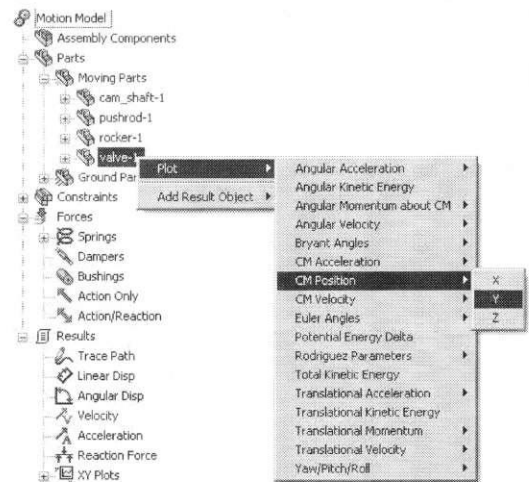 Motion Model
Assembly Components
Parts
Moving Parts
cam_shaft-1
pushrod-1
rocker-1
valve-1
Ground Par
Constraints
Forces
Springs
Dampers
Bushings
Action Only
Action/Reaction
Results
Trace Path
Linear Disp
Angular Disp
Velocity
Acceleration
Reaction Force
XY Plots
Plot
Add Result Object
Angular Acceleration
Angular Kinetic Energy
Angular Momentum about CM
Angular Velocity
Bryant Angles
CM Acceleration
CM Position
CM Velocity
Euler Angles
Potential Energy Delta
Rodriguez Parameters
Total Kinetic Energy
Translational Acceleration
Translational Kinetic Energy
Translational Momentum
Translational Velocity
Yaw/Pitch/Roll
X
Y
Z